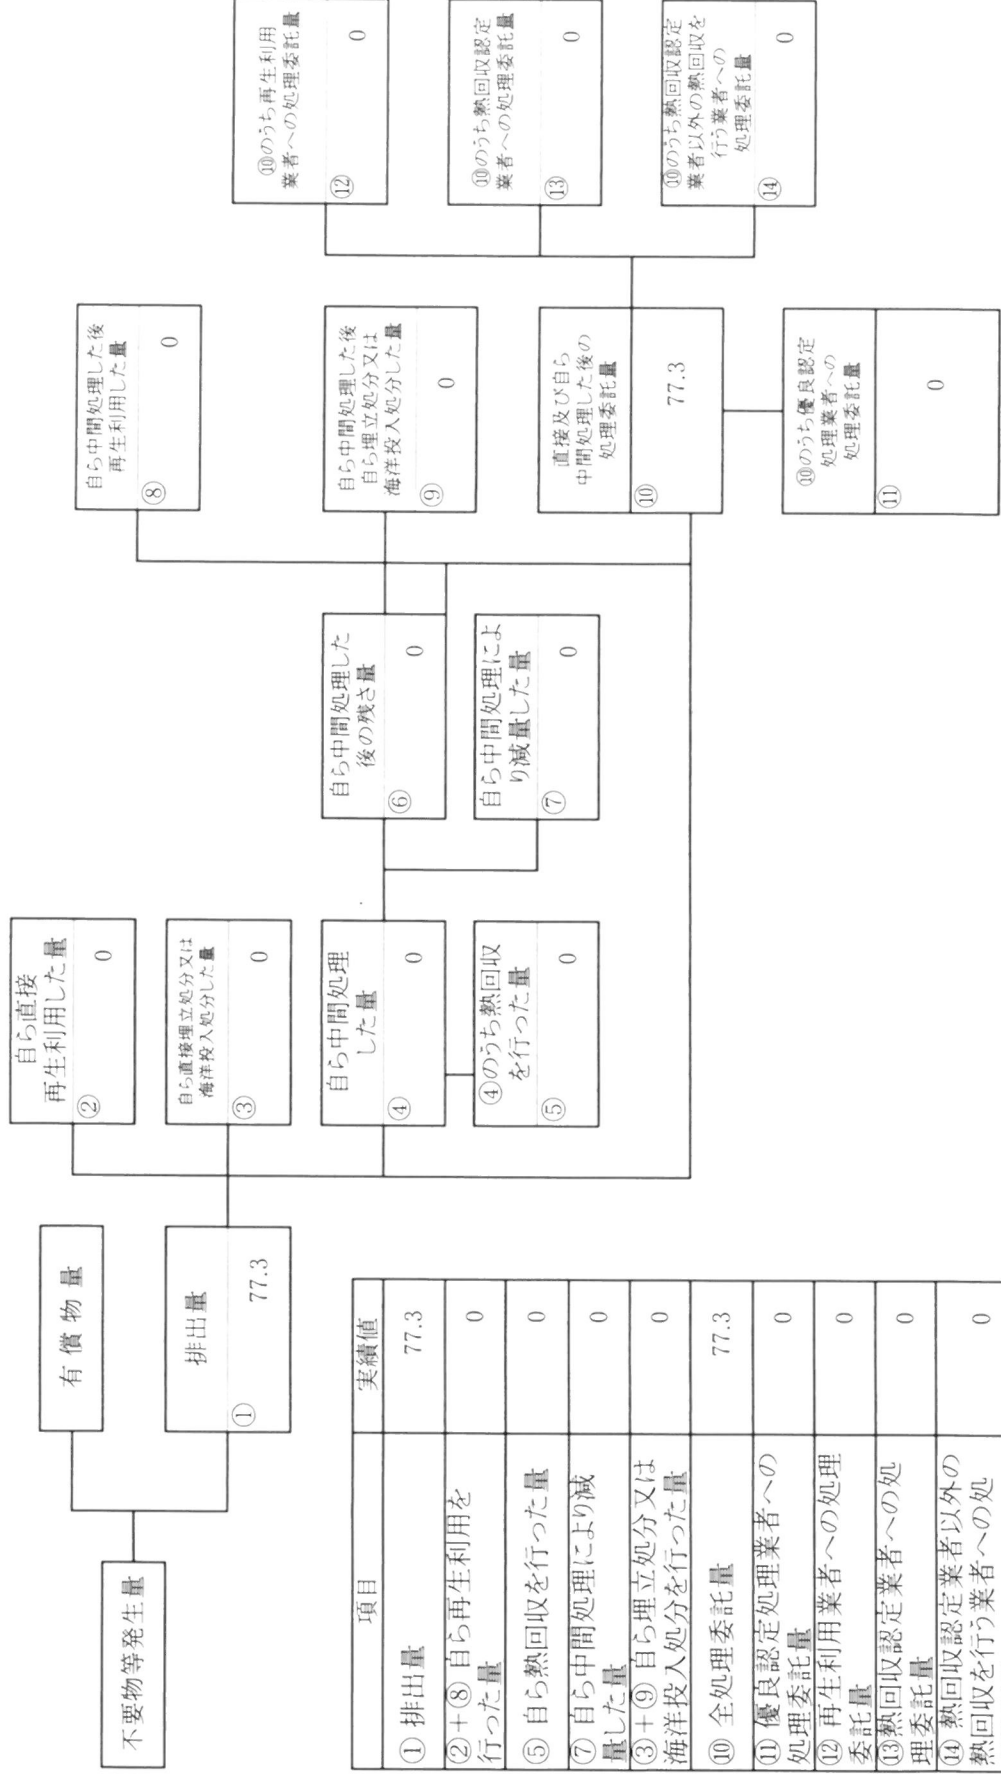 不要物等発生量
有償物量
排出量
①
77.3
自ら直接
再生利用した量
②
0
自ら直接埋立処分又は
海洋投入処分した量
③
0
自ら中間処理
した量
④
0
④のうち熱回収
を行った量
⑤
0
自ら中間処理した
後の残さ量
⑥
0
自ら中間処理によ
り減量した量
⑦
0
自ら中間処理した後
再生利用した量
⑧
0
自ら中間処理した後
自ら埋立処分又は
海洋投入処分した量
⑨
0
直接及び自ら
中間処理した後の
処理委託量
⑩
77.3
⑩のうち優良認定
処理業者への
処理委託量
⑪
0
⑩のうち再生利用
業者への処理委託量
⑫
0
⑩のうち熱回収認定
業者への処理委託量
⑬
0
⑩のうち熱回収認定
業者以外の熱回収を
行う業者への
処理委託量
⑭
0
項目 実績値
①排出量 77.3
②+⑧自ら再生利用を
行った量 0
⑤自ら熱回収を行った量 0
⑦自ら中間処理により減
量した量 0
③+⑨自ら埋立処分又は
海洋投入処分を行った量 0
⑩全処理委託量 77.3
⑪優良認定処理業者への
処理委託量 0
⑫再生利用業者への処理
委託量 0
⑬熱回収認定業者への処
理委託量 0
⑭熱回収認定業者以外の
熱回収を行う業者への処 0